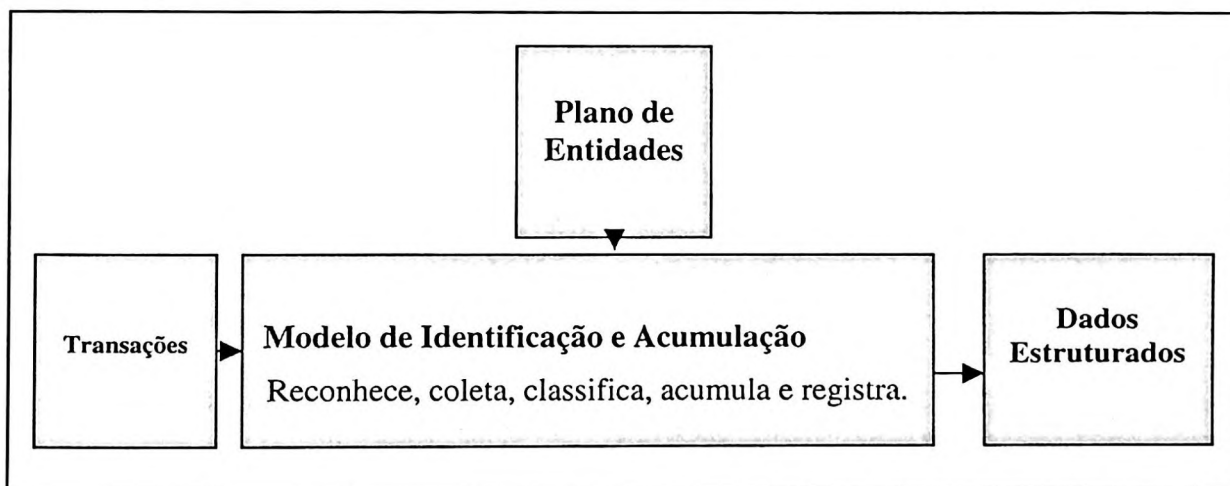 Plano de
Entidades
Transações
Modelo de Identificação e Acumulação
Reconhece, coleta, classifica, acumula e registra.
Dados
Estruturados